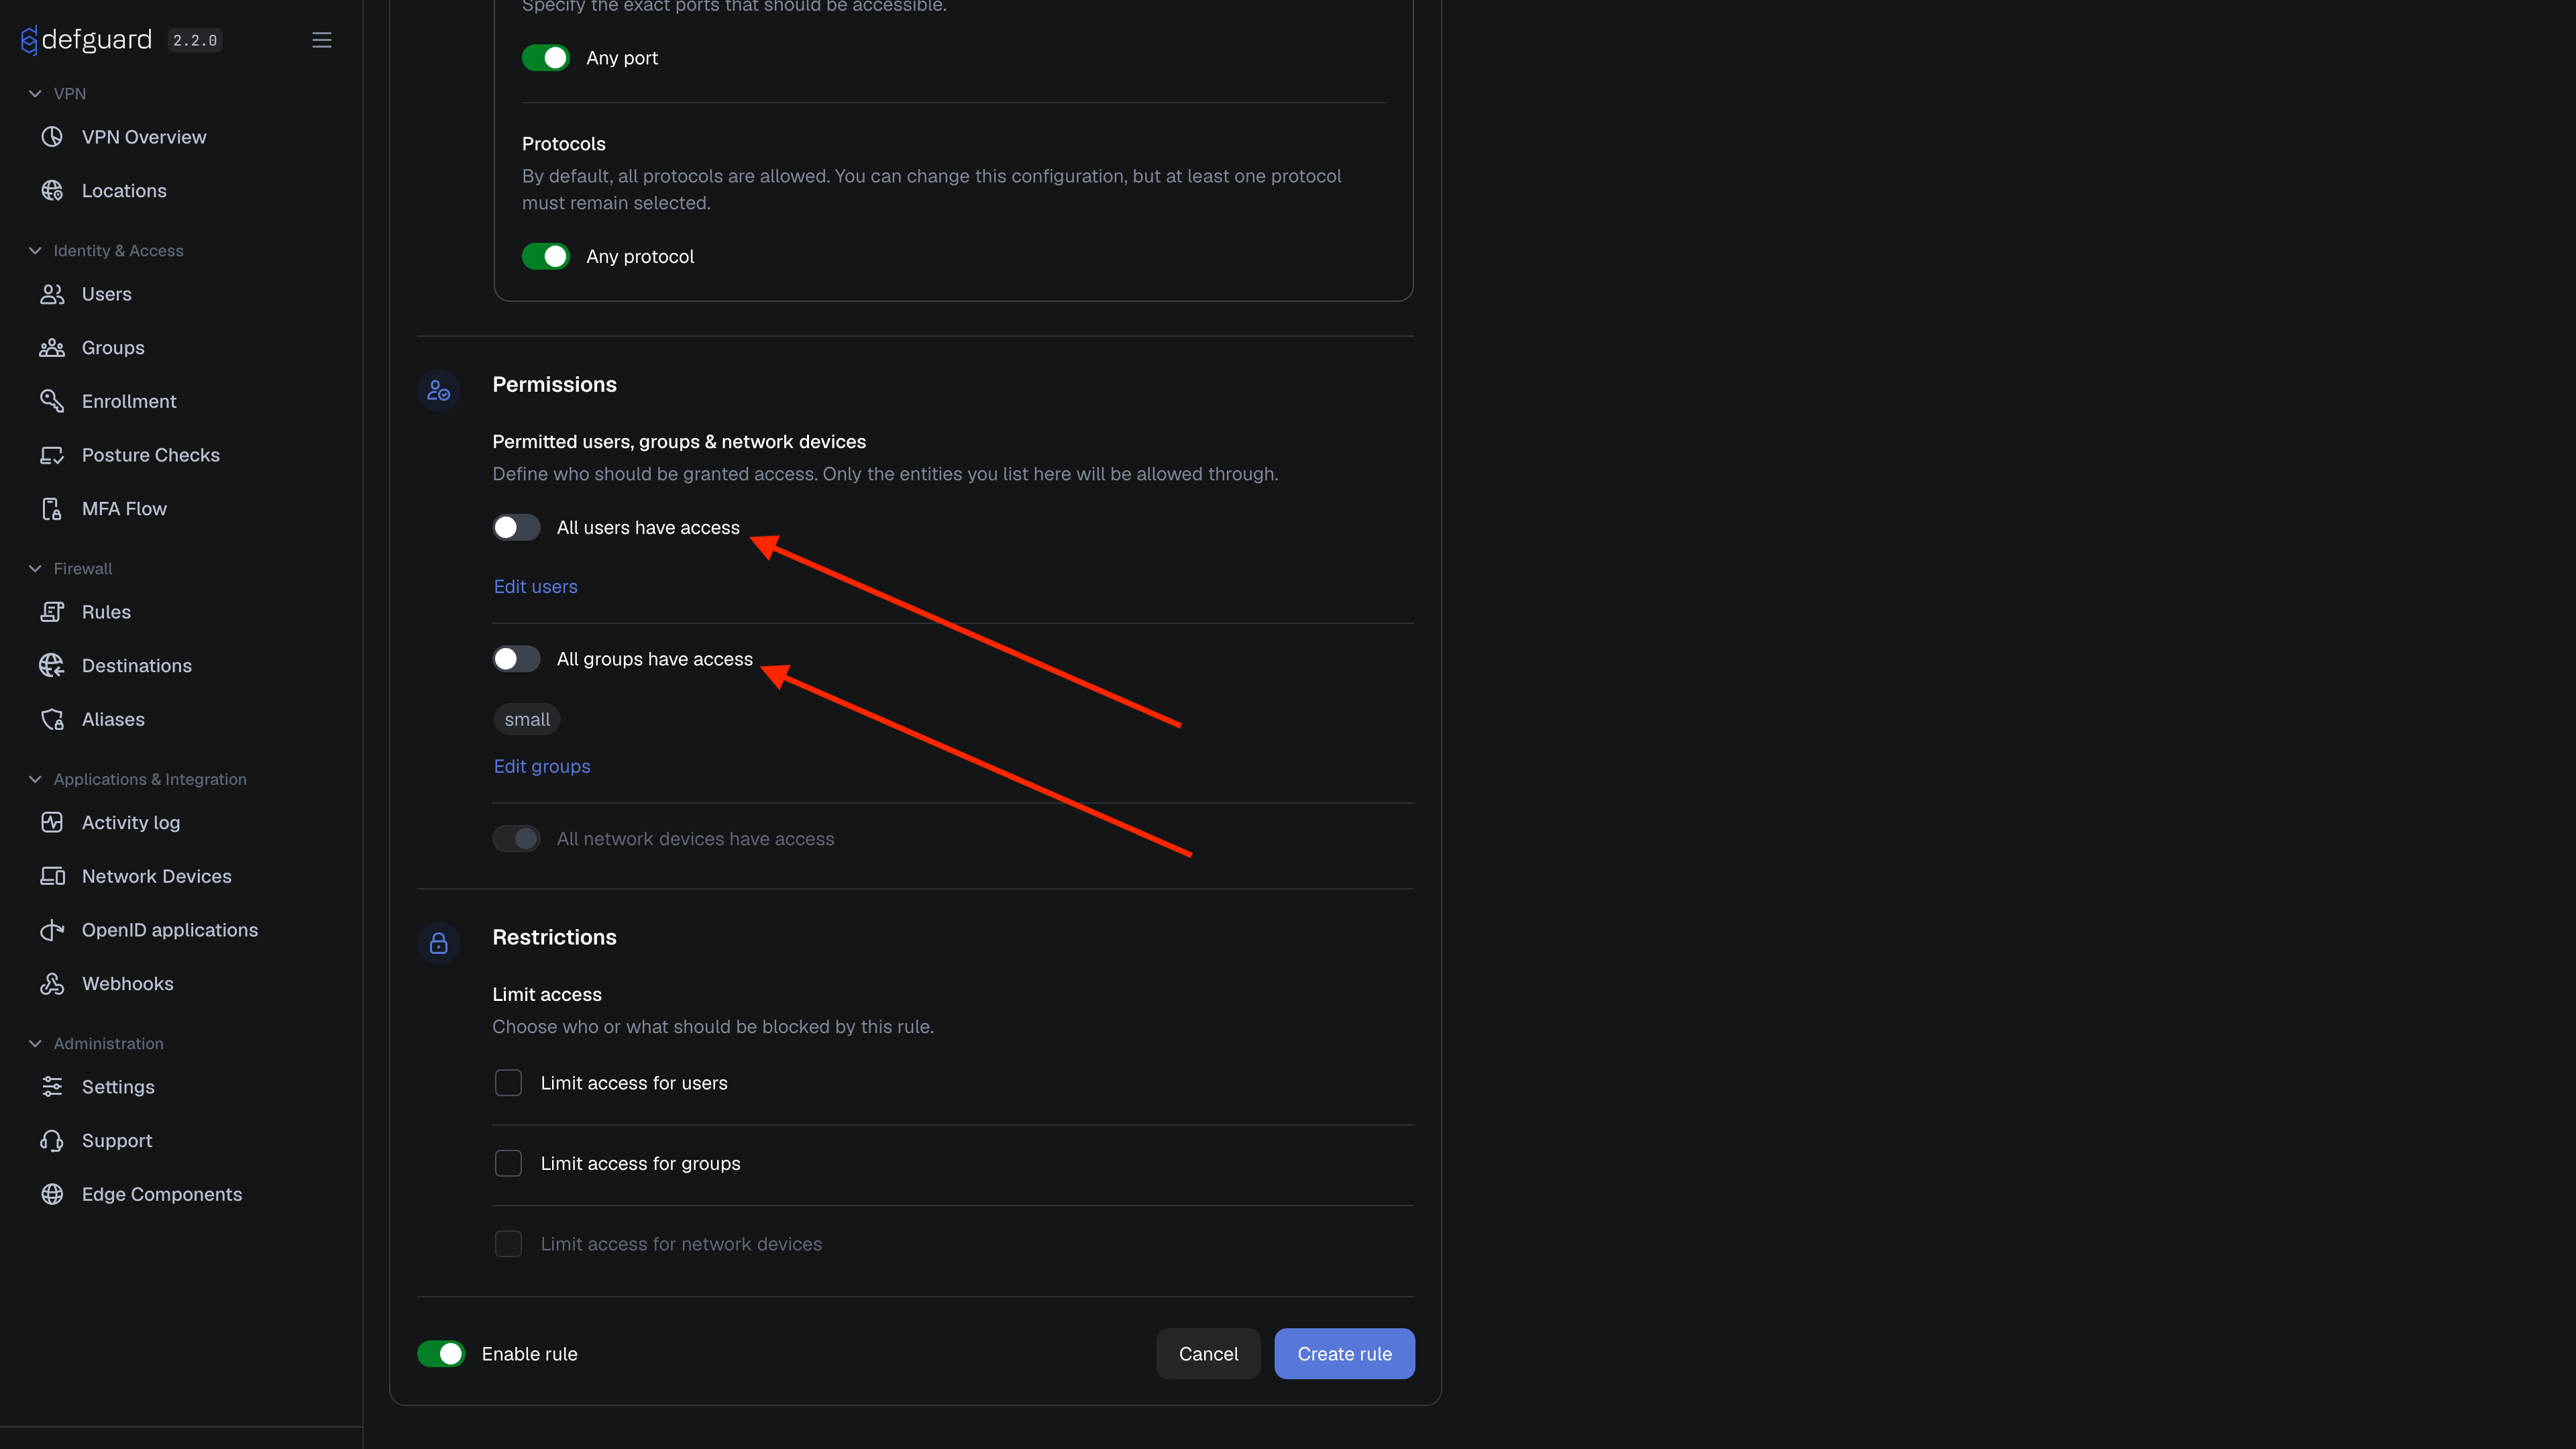 defguard 2.2.0
VPN
VPN Overview
Locations
Identity & Access
Users
Groups
Enrollment
Posture Checks
MFA Flow
Firewall
Rules
Destinations
Aliases
Applications & Integration
Activity log
Network Devices
OpenID applications
Webhooks
Administration
Settings
Support
Edge Components
Specify the exact ports that should be accessible.
Any port
Protocols
By default, all protocols are allowed. You can change this configuration, but at least one protocol
must remain selected.
Any protocol
Permissions
Permitted users, groups & network devices
Define who should be granted access. Only the entities you list here will be allowed through.
All users have access
Edit users
All groups have access
small
Edit groups
All network devices have access
Restrictions
Limit access
Choose who or what should be blocked by this rule.
Limit access for users
Limit access for groups
Limit access for network devices
Enable rule
Cancel
Create rule